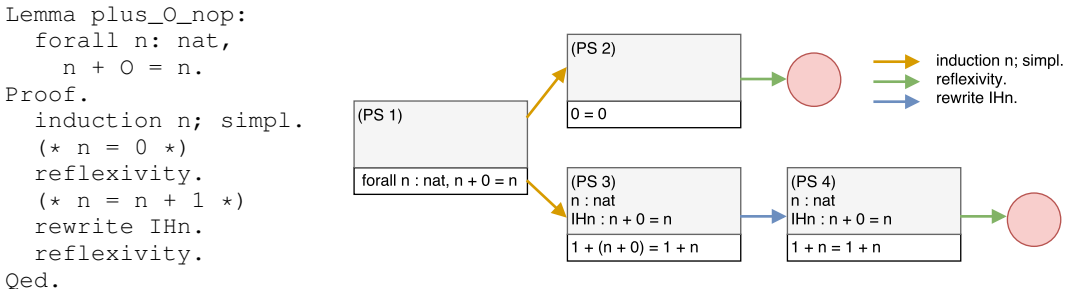 Lemma plus_O_nop:
forall n: nat,
n + O = n.
Proof.
induction n; simpl.
(* n = 0 *)
reflexivity.
(* n = n + 1 *)
rewrite IHn.
reflexivity.
Qed.
(PS 1)
forall n : nat, n + 0 = n
(PS 2)
0 = 0
(PS 3)
n : nat
IHn : n + 0 = n
1 + (n + 0) = 1 + n
(PS 4)
n : nat
IHn : n + 0 = n
1 + n = 1 + n
induction n; simpl.
reflexivity.
rewrite IHn.